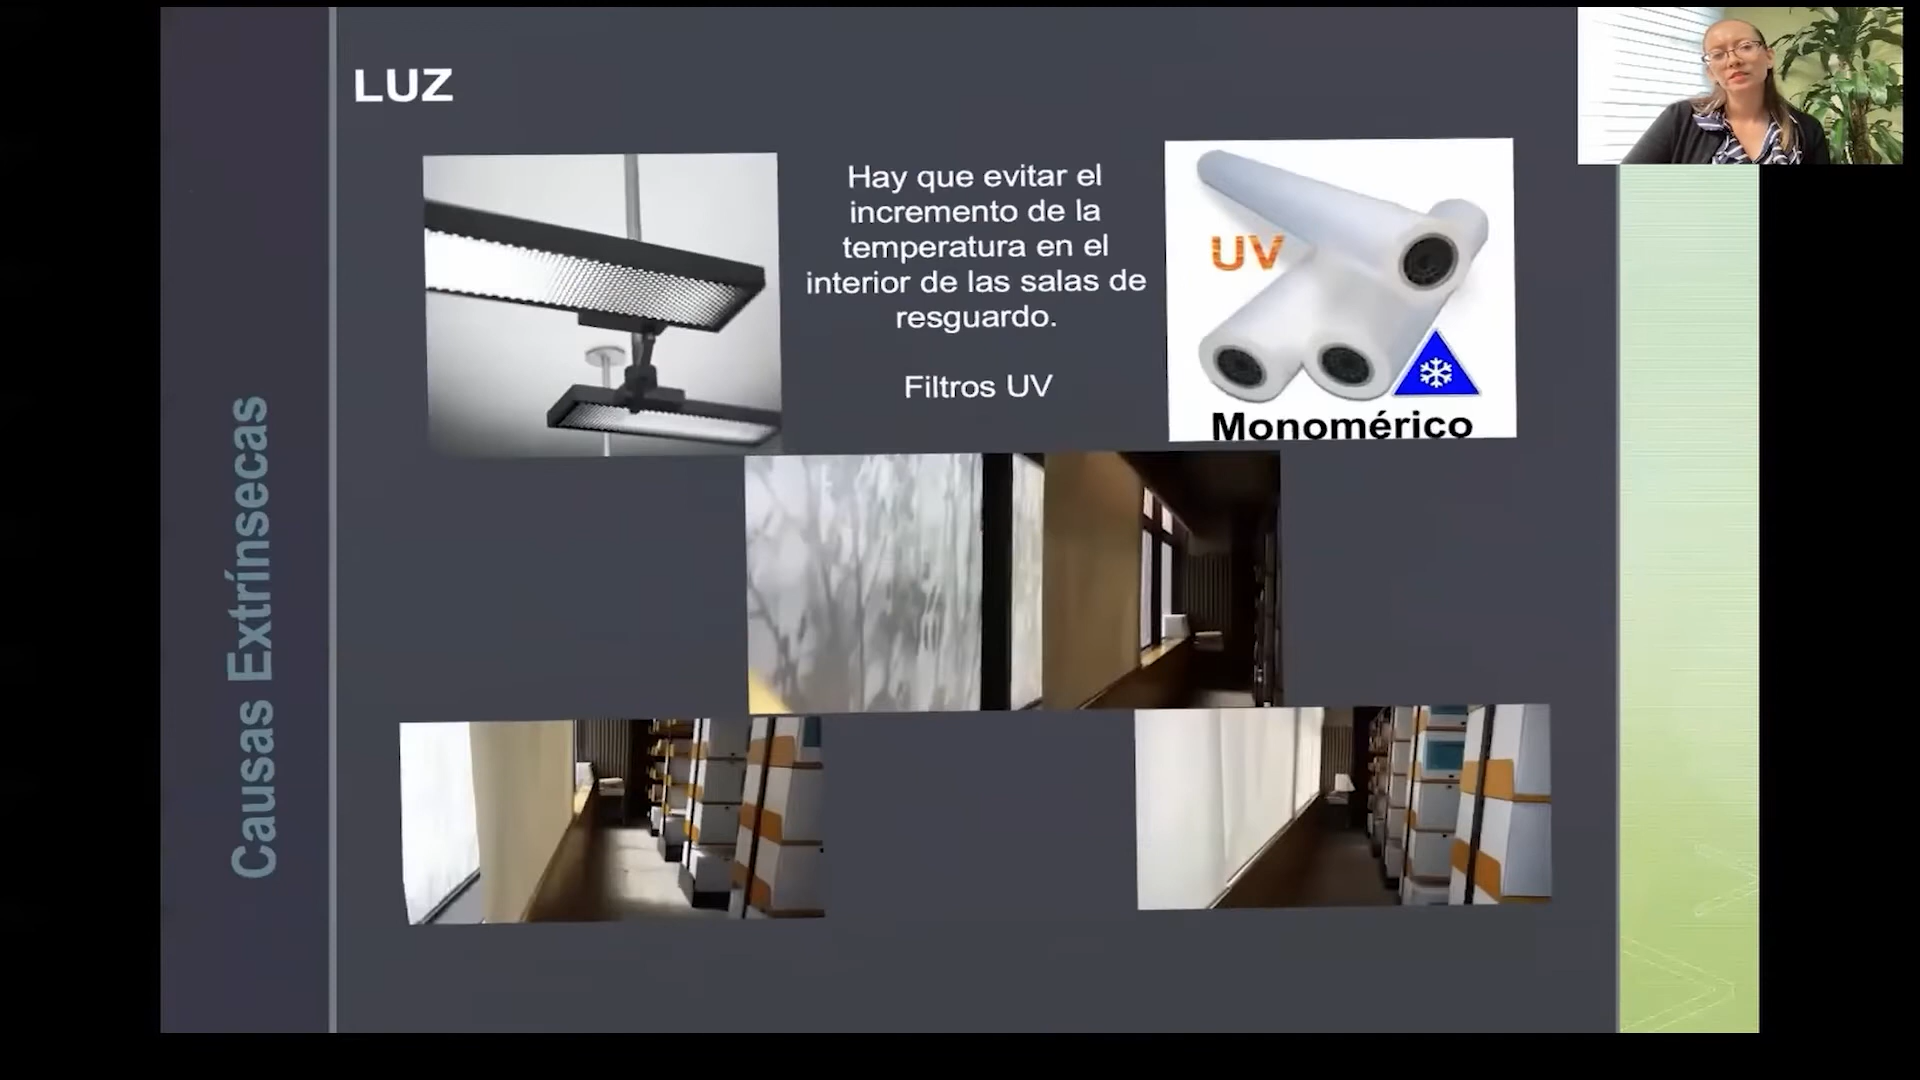 LUZ
Hay que evitar el
incremento de la
temperatura en el
interior de las salas de
resguardo.
Filtros UV
UV
Monomérico
Causas Extrínsecas